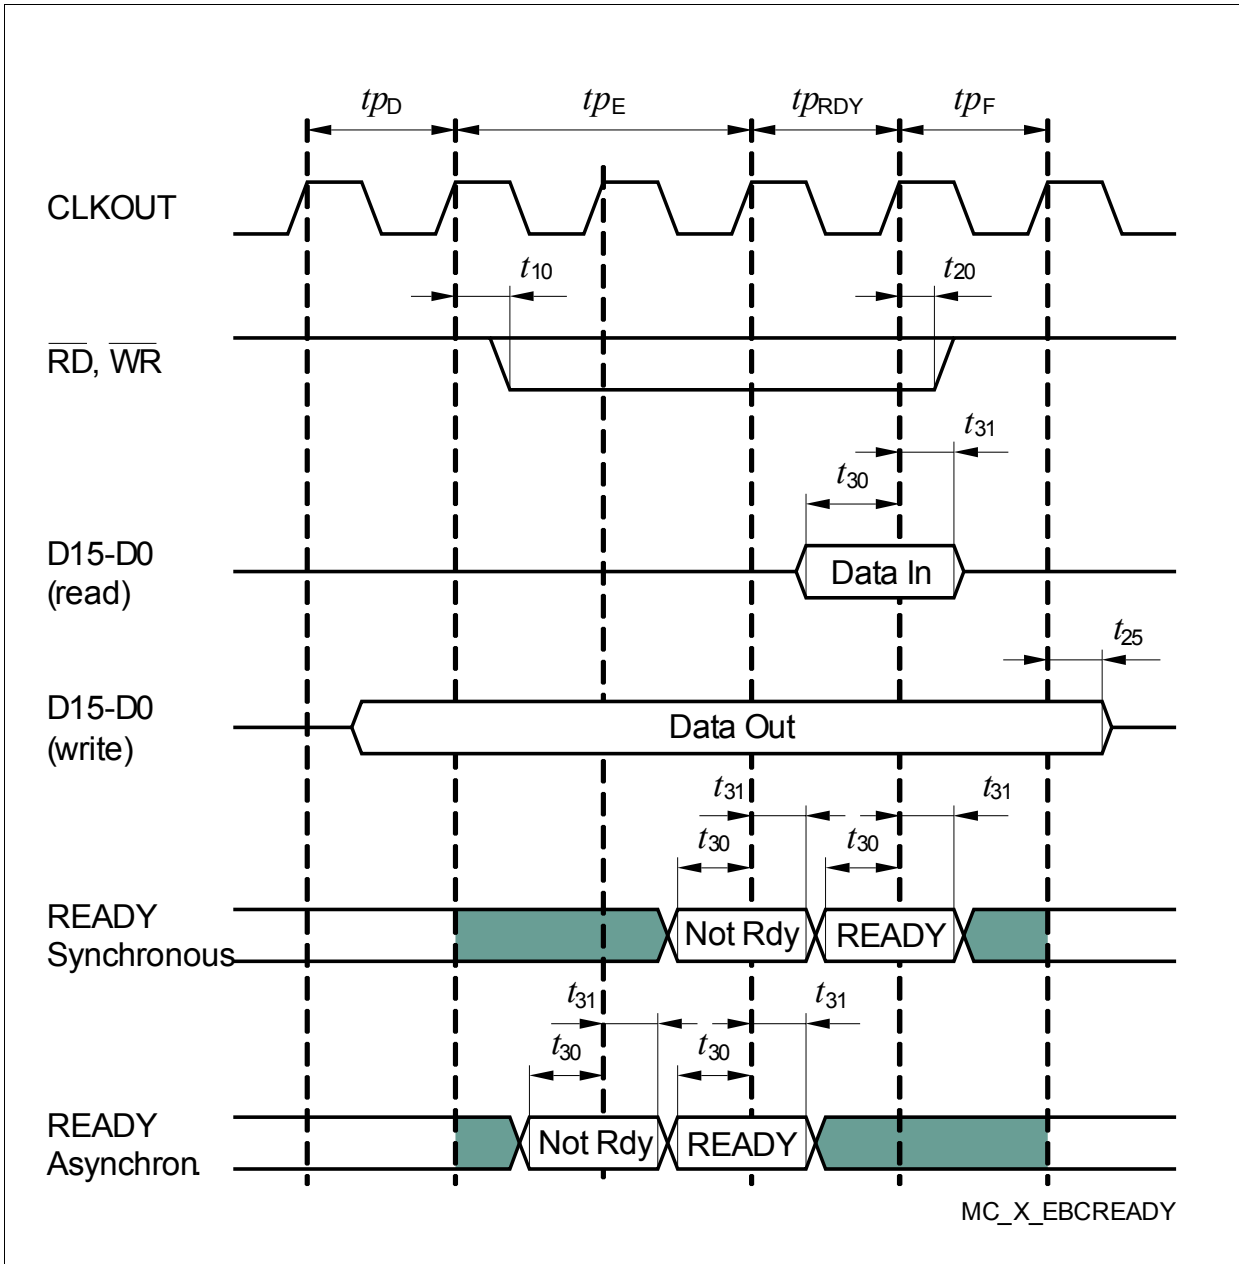 tpD tpE tpRDY tpF
CLKOUT
t10 t20
RD, WR
t31
t30
D15-D0
(read)
Data In
t25
D15-D0
(write)
Data Out
t31 t31
t30 t30
READY
Synchronous
Not Rdy READY
t31 t31
t30 t30
READY
Asynchron.
Not Rdy READY
MC_X_EBCREADY